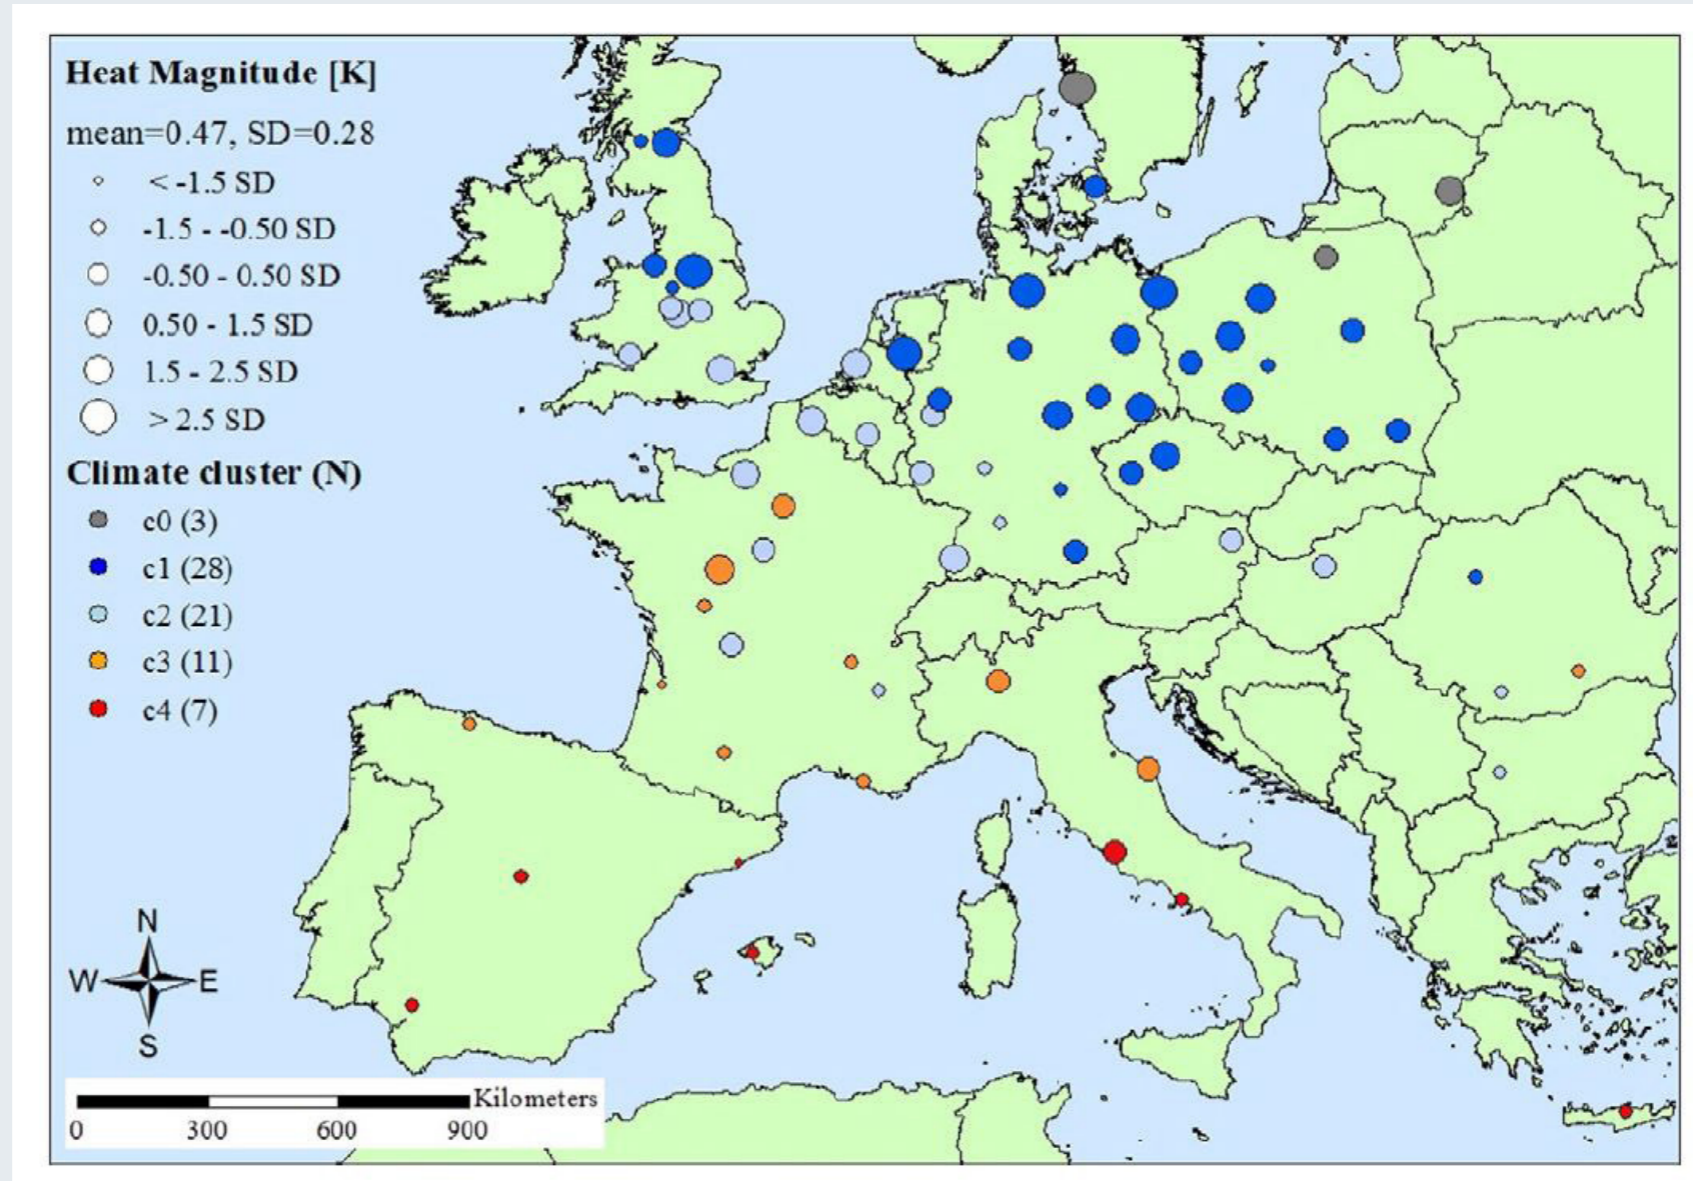 Heat Magnitude [K]
mean=0.47, SD=0.28
< -1.5 SD
-1.5 - -0.50 SD
-0.50 - 0.50 SD
0.50 - 1.5 SD
1.5 - 2.5 SD
> 2.5 SD
Climate cluster (N)
c0 (3)
c1 (28)
c2 (21)
c3 (11)
c4 (7)
N
W E
S
Kilometers
0 300 600 900